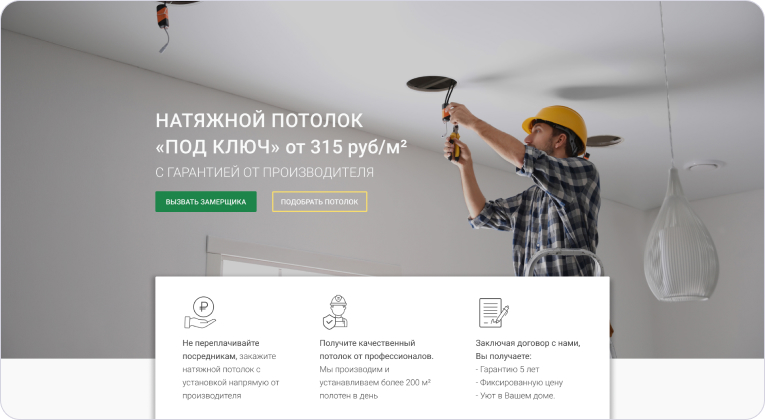 НАТЯЖНОЙ ПОТОЛОК
«ПОД КЛЮЧ» от 315 руб/м²
С ГАРАНТИЕЙ ОТ ПРОИЗВОДИТЕЛЯ
ВЫЗВАТЬ ЗАМЕРЩИКА
ПОДОБРАТЬ ПОТОЛОК
Не переплачивайте
посредникам, закажите
натяжной потолок с
установкой напрямую от
производителя
Получите качественный
потолок от профессионалов.
Мы производим и
устанавливаем более 200 м²
полотен в день
Заключая договор с нами,
Вы получаете:
- Гарантию 5 лет
- Фиксированную цену
- Уют в Вашем доме.